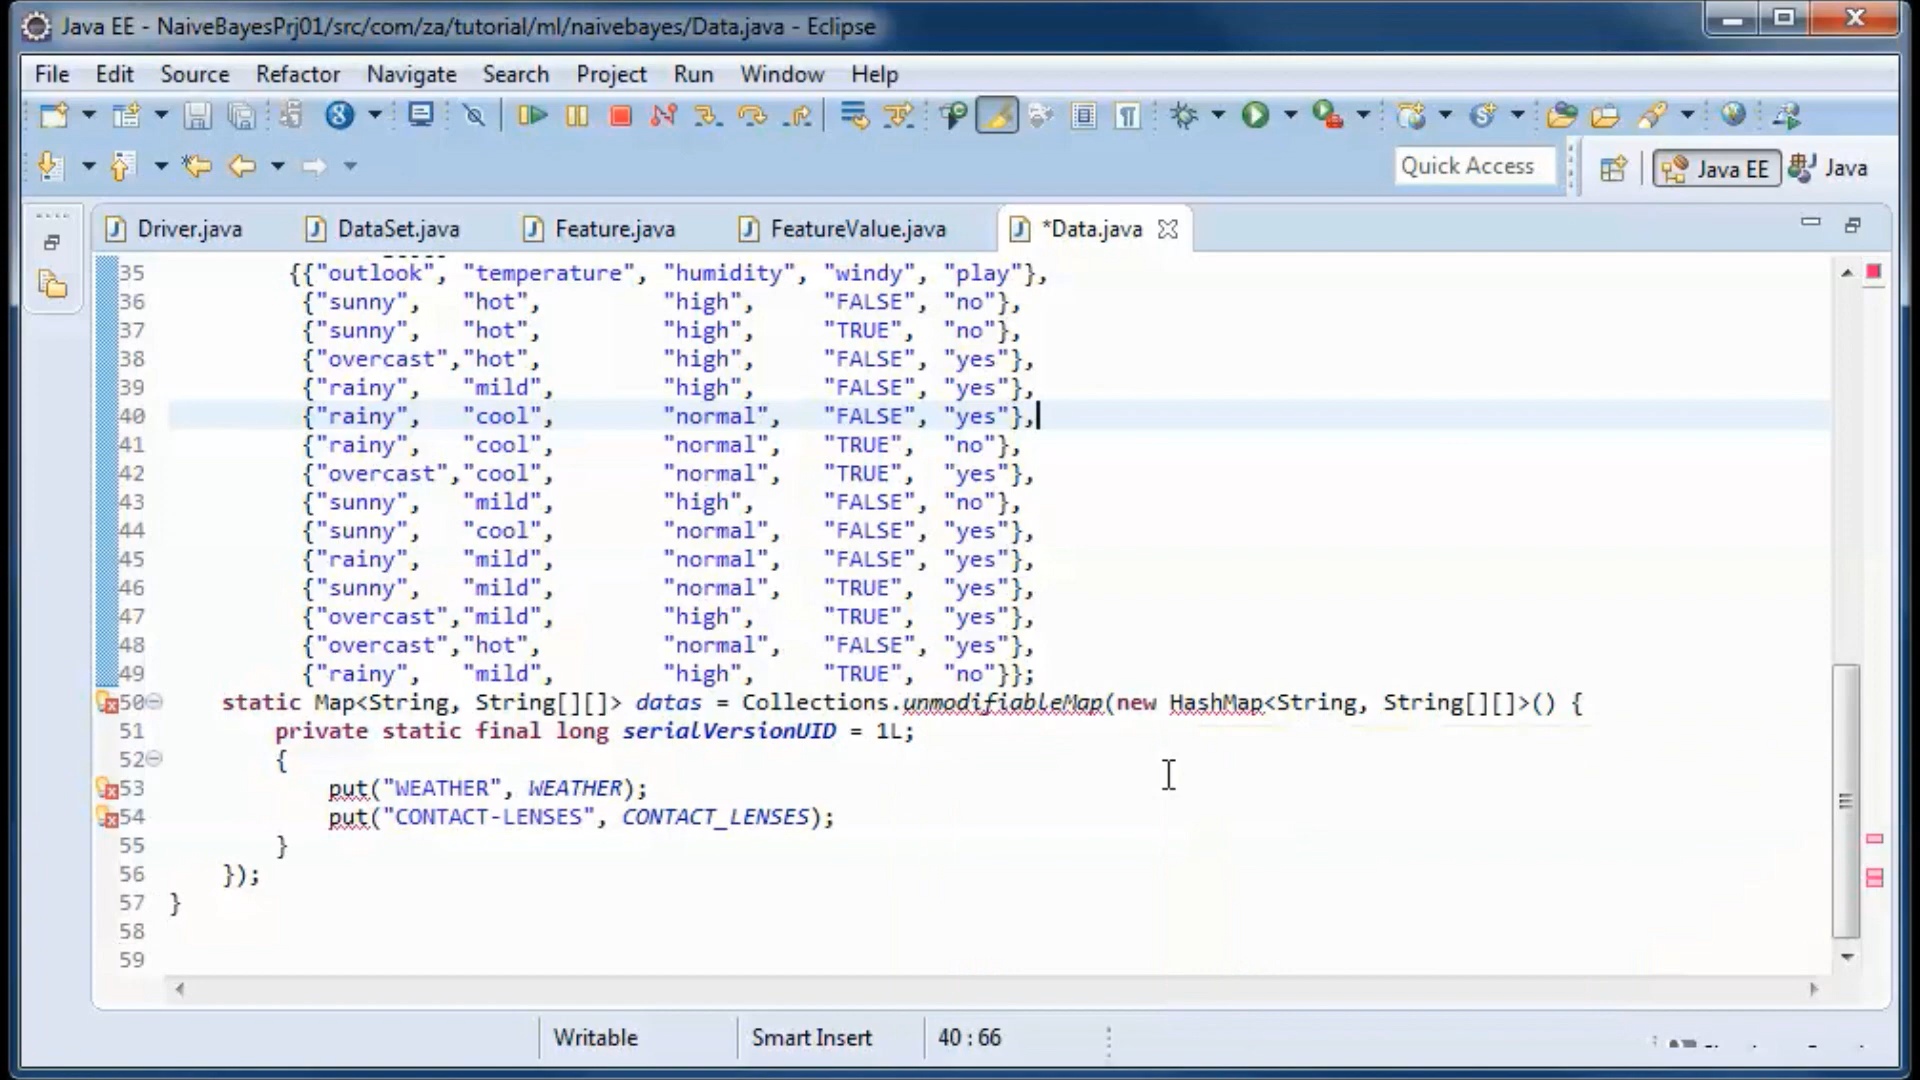 Java EE - NaiveBayesPrj01/src/com/za/tutorial/ml/naivebayes/Data.java - Eclipse
File Edit Source Refactor Navigate Search Project Run Window Help
Quick Access Java EE Java
Driver.java DataSet.java Feature.java FeatureValue.java *Data.java
35 {{"outlook", "temperature", "humidity", "windy", "play"},
36 {"sunny", "hot", "high", "FALSE", "no"},
37 {"sunny", "hot", "high", "TRUE", "no"},
38 {"overcast","hot", "high", "FALSE", "yes"},
39 {"rainy", "mild", "high", "FALSE", "yes"},
40 {"rainy", "cool", "normal", "FALSE", "yes"},
41 {"rainy", "cool", "normal", "TRUE", "no"},
42 {"overcast","cool", "normal", "TRUE", "yes"},
43 {"sunny", "mild", "high", "FALSE", "no"},
44 {"sunny", "cool", "normal", "FALSE", "yes"},
45 {"rainy", "mild", "normal", "FALSE", "yes"},
46 {"sunny", "mild", "normal", "TRUE", "yes"},
47 {"overcast","mild", "high", "TRUE", "yes"},
48 {"overcast","hot", "normal", "FALSE", "yes"},
49 {"rainy", "mild", "high", "TRUE", "no"}};
50 static Map<String, String[][]> datas = Collections.unmodifiableMap(new HashMap<String, String[][]>() {
51 private static final long serialVersionUID = 1L;
52 {
53 put("WEATHER", WEATHER);
54 put("CONTACT-LENSES", CONTACT_LENSES);
55 }
56 });
57 }
58
59
Writable Smart Insert 40 : 66